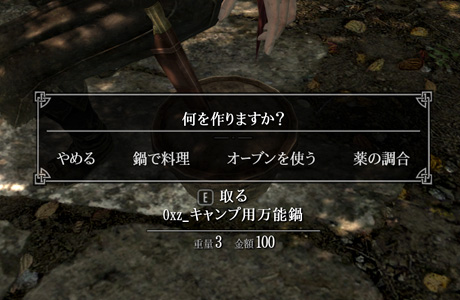 何を作りますか?
やめる 鍋で料理 オーブンを使う 薬の調合
E 取る
0xz_キャンプ用万能鍋
重量 3 金額 100